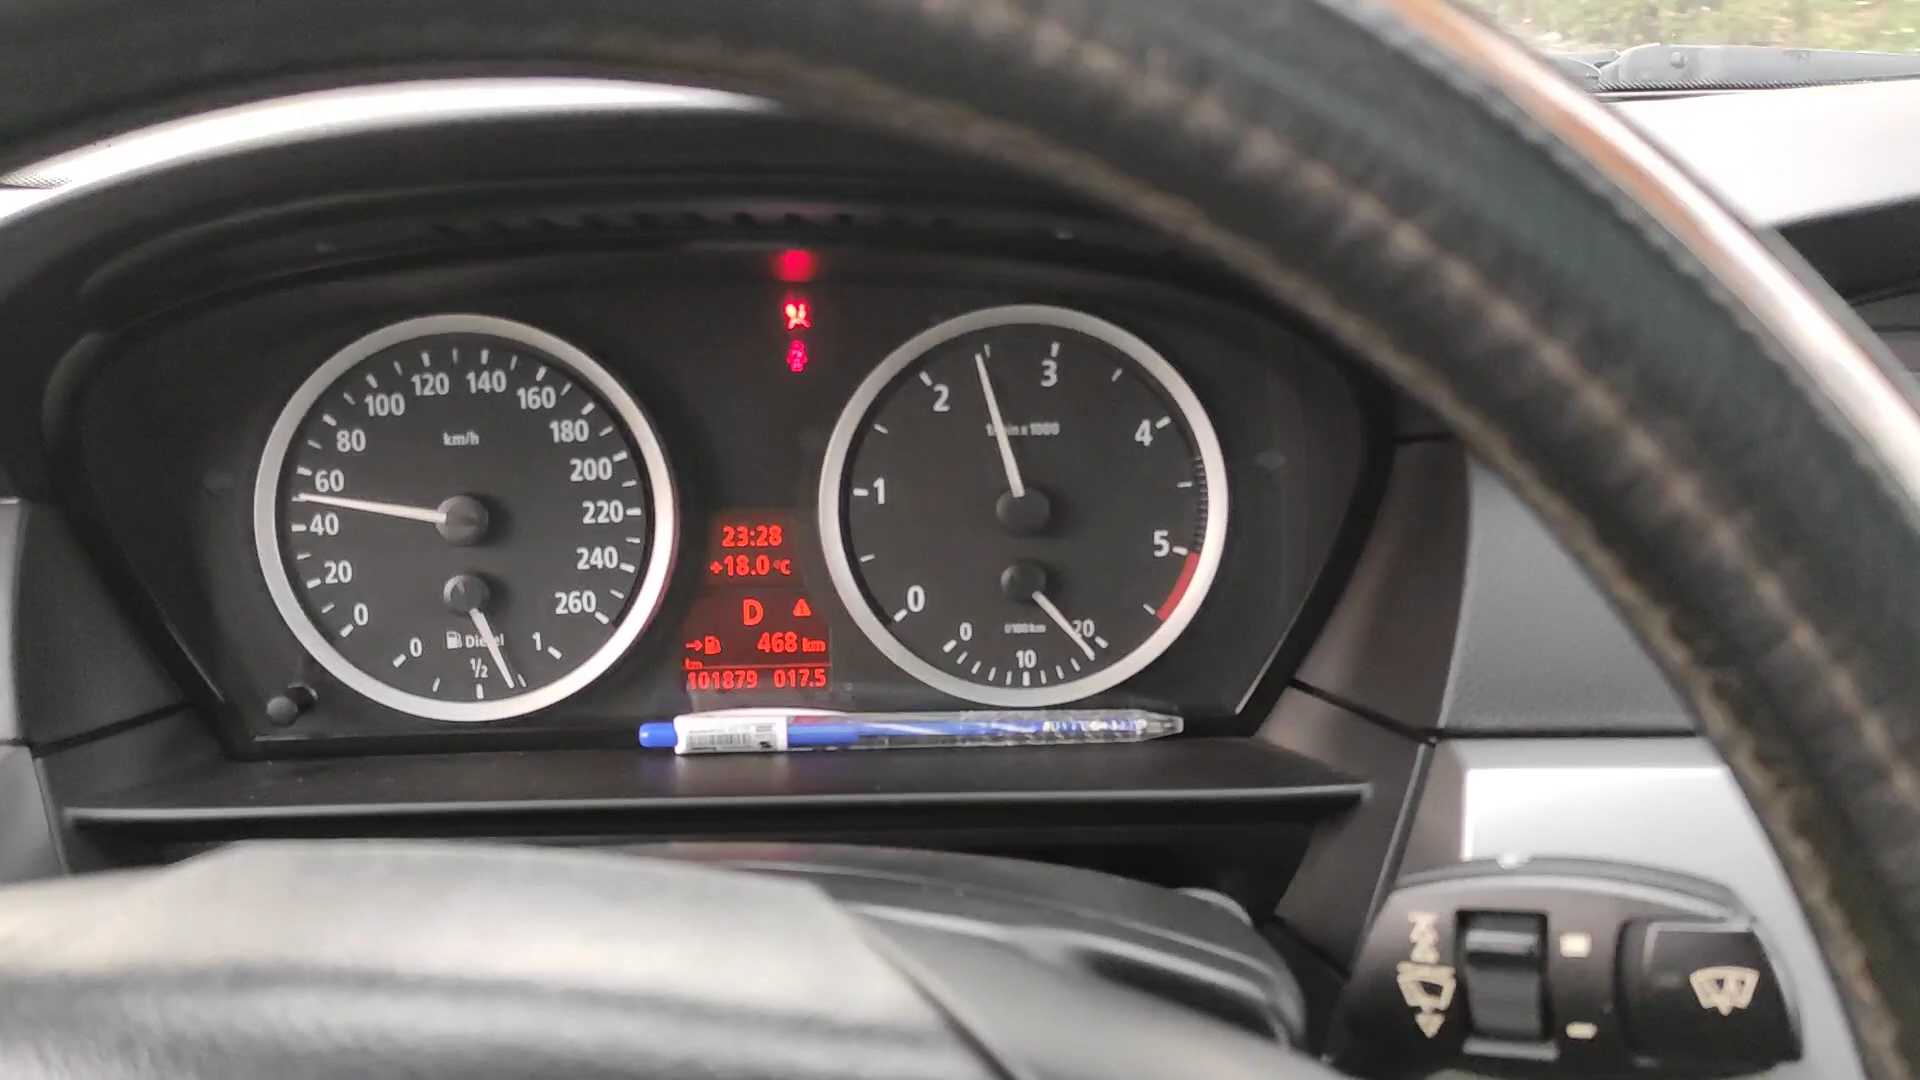 120 140
100 160
80 km/h 180
60 200
40 220
20 240
0 260
0 Diesel 1
1/2
23:28
+18.0 °C
D
468 km
km
101879 017.5
2 3
1/min x 1000
4
1
5
0
0 l/100km 20
10